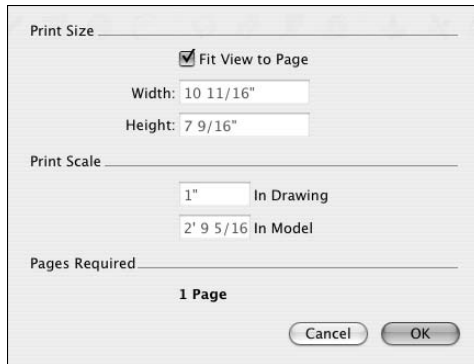 Print Size
Fit View to Page
Width: 10 11/16"
Height: 7 9/16"
Print Scale
1" In Drawing
2' 9 5/16 In Model
Pages Required
1 Page
Cancel OK